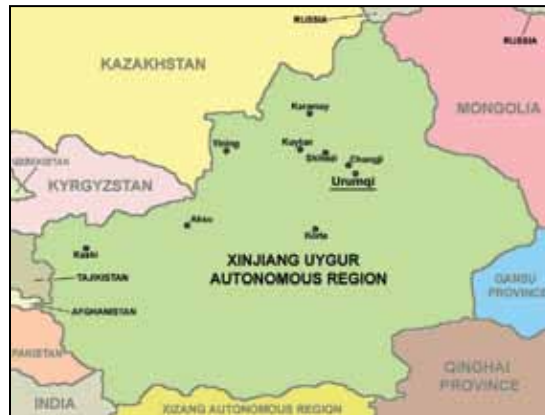 RUSSIA
RUSSIA
KAZAKHSTAN
MONGOLIA
Karamay
Yining
Kuytun
Shihezi
Changji
Urumqi
UZBEKISTAN
KYRGYZSTAN
Aksu
Korla
Kashi
XINJIANG UYGUR
AUTONOMOUS REGION
TAJIKISTAN
GANSU
PROVINCE
AFGHANISTAN
PAKISTAN
QINGHAI
PROVINCE
INDIA
XIZANG AUTONOMOUS REGION